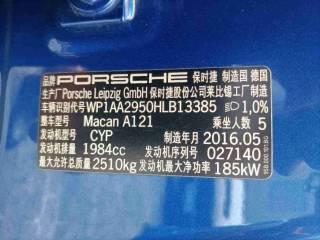 品牌 PORSCHE 保时捷 制造国 德国
生产厂 Porsche Leipzig GmbH 保时捷股份公司莱比锡工厂制造
车辆识别代号 WP1AA2950HLB13385 1,0%
整车型号 Macan A121 乘坐人数 5
发动机型号 CYP 制造年月 2016.05
发动机排量 1984cc 发动机序列号 027140
最大允许总质量 2510kg 发动机最大净功率 185kW